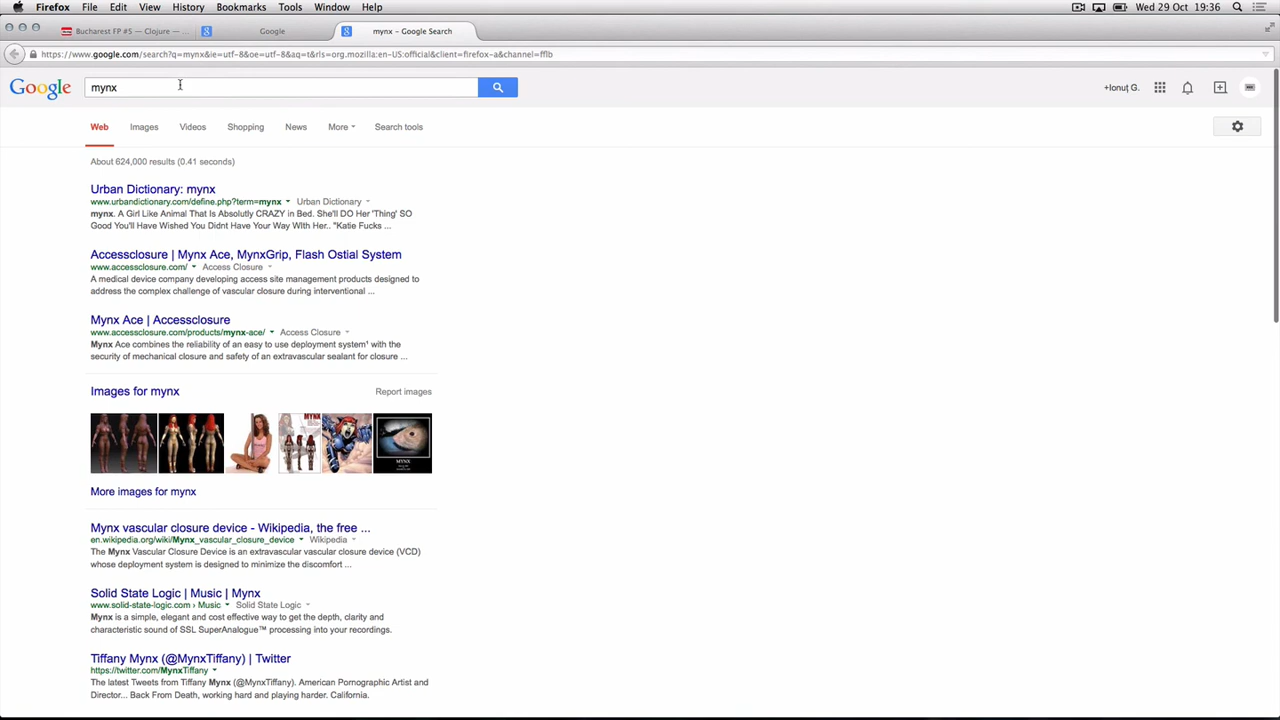 Firefox File Edit View History Bookmarks Tools Window Help Wed 29 Oct 19:36
Bucharest FP #5 — Clojure — ... Google mynx - Google Search
https://www.google.com/search?q=mynx&ie=utf-8&oe=utf-8&aq=t&rls=org.mozilla:en-US:official&client=firefox-a&channel=fflb
Google mynx +Ionuț G.
Web Images Videos Shopping News More Search tools
About 624,000 results (0.41 seconds)
Urban Dictionary: mynx
www.urbandictionary.com/define.php?term=mynx Urban Dictionary
mynx. A Girl Like Animal That Is Absolutly CRAZY in Bed. She'll DO Her 'Thing' SO
Good You'll Have Wished You Didnt Have Your Way With Her.. "Katie Fucks ...
Accessclosure | Mynx Ace, MynxGrip, Flash Ostial System
www.accessclosure.com/ Access Closure
A medical device company developing access site management products designed to
address the complex challenge of vascular closure during interventional ...
Mynx Ace | Accessclosure
www.accessclosure.com/products/mynx-ace/ Access Closure
Mynx Ace combines the reliability of an easy to use deployment system¹ with the
security of mechanical closure and safety of an extravascular sealant for closure ...
Images for mynx Report images
MYNX
MYNX
More images for mynx
Mynx vascular closure device - Wikipedia, the free ...
en.wikipedia.org/wiki/Mynx_vascular_closure_device Wikipedia
The Mynx Vascular Closure Device is an extravascular vascular closure device (VCD)
whose deployment system is designed to minimize the discomfort ...
Solid State Logic | Music | Mynx
www.solid-state-logic.com › Music Solid State Logic
Mynx is a simple, elegant and cost effective way to get the depth, clarity and
characteristic sound of SSL SuperAnalogue™ processing into your recordings.
Tiffany Mynx (@MynxTiffany) | Twitter
https://twitter.com/MynxTiffany
The latest Tweets from Tiffany Mynx (@MynxTiffany). American Pornographic Artist and
Director... Back From Death, working hard and playing harder. California.